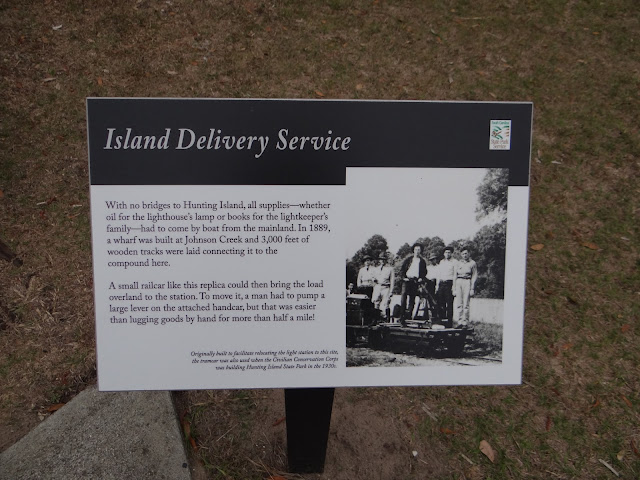 Island Delivery Service
With no bridges to Hunting Island, all supplies—whether
oil for the lighthouse's lamp or books for the lightkeeper's
family—had to come by boat from the mainland. In 1889,
a wharf was built at Johnson Creek and 3,000 feet of
wooden tracks were laid connecting it to the
compound here.
A small railcar like this replica could then bring the load
overland to the station. To move it, a man had to pump a
large lever on the attached handcar, but that was easier
than lugging goods by hand for more than half a mile!
Originally built to facilitate relocating the light station to this site,
the tramcar was also used when the Civilian Conservation Corps
was building Hunting Island State Park in the 1930s.